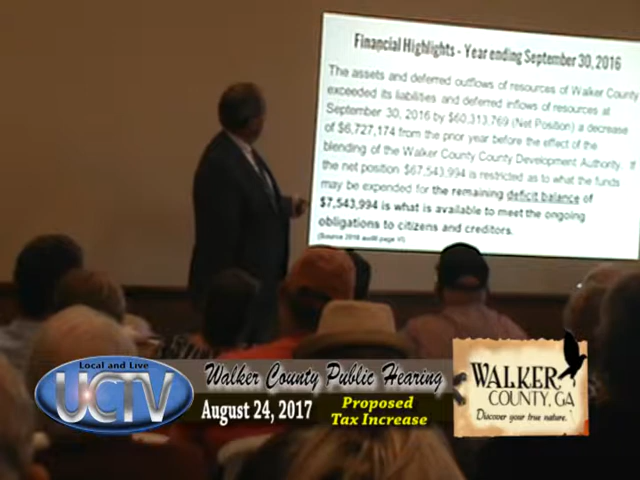 Financial Highlights - Year ending September 30, 2016
The assets and deferred outflows of resources of Walker County
exceeded its liabilities and deferred inflows of resources at
September 30, 2016 by $60,313,769 (Net Position) a decrease
of $6,727,174 from the prior year before the effect of the
blending of the Walker County County Development Authority. If
the net position $67,543,994 is restricted as to what the funds
may be expended for the remaining deficit balance of
$7,543,994 is what is available to meet the ongoing
obligations to citizens and creditors.
(Source 2016 audit page VI)
Local and Live
UCTV
Walker County Public Hearing
August 24, 2017
Proposed
Tax Increase
WALKER
COUNTY, GA
Discover your true nature.